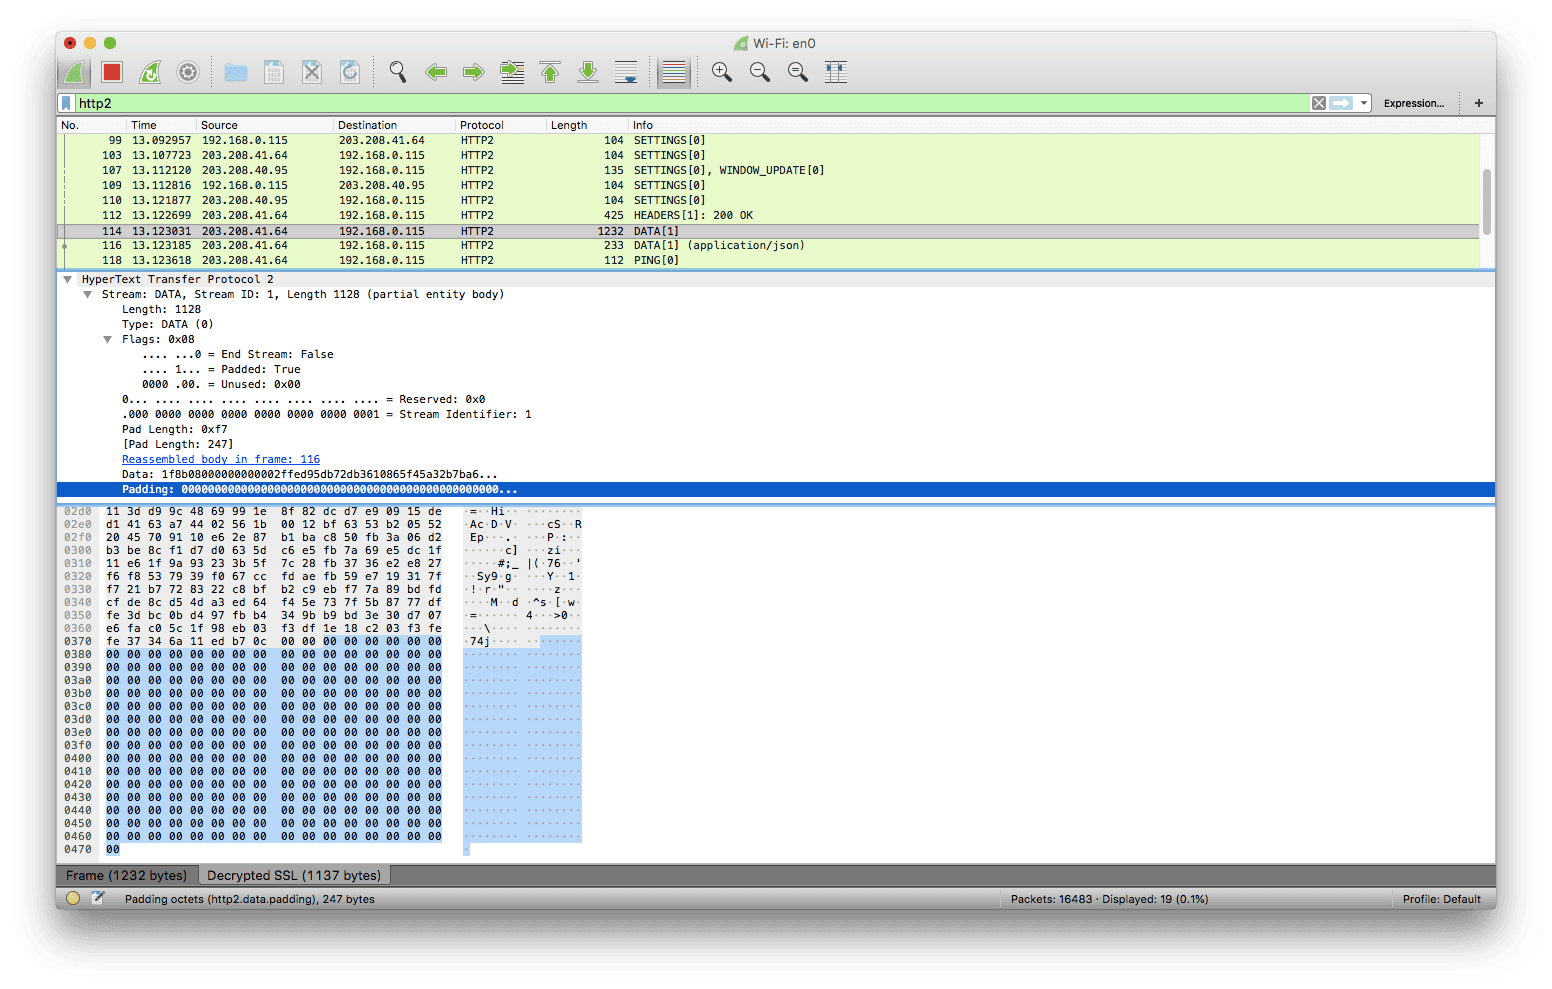 Wi-Fi: en0
http2
Expression...
+
No. Time Source Destination Protocol Length Info
99 13.092957 192.168.0.115 203.208.41.64 HTTP2 104 SETTINGS[0]
103 13.107723 203.208.41.64 192.168.0.115 HTTP2 104 SETTINGS[0]
107 13.112120 203.208.40.95 192.168.0.115 HTTP2 135 SETTINGS[0], WINDOW_UPDATE[0]
109 13.112816 192.168.0.115 203.208.40.95 HTTP2 104 SETTINGS[0]
110 13.121877 203.208.40.95 192.168.0.115 HTTP2 104 SETTINGS[0]
112 13.122699 203.208.41.64 192.168.0.115 HTTP2 425 HEADERS[1]: 200 OK
114 13.123031 203.208.41.64 192.168.0.115 HTTP2 1232 DATA[1]
116 13.123185 203.208.41.64 192.168.0.115 HTTP2 233 DATA[1] (application/json)
118 13.123618 203.208.41.64 192.168.0.115 HTTP2 112 PING[0]
HyperText Transfer Protocol 2
Stream: DATA, Stream ID: 1, Length 1128 (partial entity body)
Length: 1128
Type: DATA (0)
Flags: 0x08
.... ...0 = End Stream: False
.... 1... = Padded: True
0000 .00. = Unused: 0x00
0... .... .... .... .... .... .... .... = Reserved: 0x0
.000 0000 0000 0000 0000 0000 0000 0001 = Stream Identifier: 1
Pad Length: 0xf7
[Pad Length: 247]
Reassembled body in frame: 116
Data: 1f8b08000000000002ffed95db72db3610865f45a32b7ba6...
Padding: 000000000000000000000000000000000000000000000000...
02d0 11 3d d9 9c 48 69 99 1e 8f 82 dc d7 e9 09 15 de ·=··Hi·· ········
02e0 d1 41 63 a7 44 02 56 1b 00 12 bf 63 53 b2 05 52 ·Ac·D·V· ···cS··R
02f0 20 45 70 91 10 e6 2e 87 b1 ba c8 50 fb 3a 06 d2 Ep···.· ···P·:··
0300 b3 be 8c f1 d7 d0 63 5d c6 e5 fb 7a 69 e5 dc 1f ······c] ···zi···
0310 11 e6 1f 9a 93 23 3b 5f 7c 28 fb 37 36 e2 e8 27 ·····#;_ |(·76··'
0320 f6 f8 53 79 39 f0 67 cc fd ae fb 59 e7 19 31 7f ··Sy9·g· ···Y··1·
0330 f7 21 b7 72 83 22 c8 bf b2 c9 eb f7 7a 89 bd fd ·!·r·"·· ····z···
0340 cf de 8c d5 4d a3 ed 64 f4 5e 73 7f 5b 87 77 df ····M··d ·^s·[·w·
0350 fe 3d bc 0b d4 97 fb b4 34 9b b9 bd 3e 30 d7 07 ·=······ 4···>0··
0360 e6 fa c0 5c 1f 98 eb 03 f3 df 1e 18 c2 03 f3 fe ···\···· ········
0370 fe 37 34 6a 11 ed b7 0c 00 00 00 00 00 00 00 00 ·74j···· ········
0380 00 00 00 00 00 00 00 00 00 00 00 00 00 00 00 00 ········ ········
0390 00 00 00 00 00 00 00 00 00 00 00 00 00 00 00 00 ········ ········
03a0 00 00 00 00 00 00 00 00 00 00 00 00 00 00 00 00 ········ ········
03b0 00 00 00 00 00 00 00 00 00 00 00 00 00 00 00 00 ········ ········
03c0 00 00 00 00 00 00 00 00 00 00 00 00 00 00 00 00 ········ ········
03d0 00 00 00 00 00 00 00 00 00 00 00 00 00 00 00 00 ········ ········
03e0 00 00 00 00 00 00 00 00 00 00 00 00 00 00 00 00 ········ ········
03f0 00 00 00 00 00 00 00 00 00 00 00 00 00 00 00 00 ········ ········
0400 00 00 00 00 00 00 00 00 00 00 00 00 00 00 00 00 ········ ········
0410 00 00 00 00 00 00 00 00 00 00 00 00 00 00 00 00 ········ ········
0420 00 00 00 00 00 00 00 00 00 00 00 00 00 00 00 00 ········ ········
0430 00 00 00 00 00 00 00 00 00 00 00 00 00 00 00 00 ········ ········
0440 00 00 00 00 00 00 00 00 00 00 00 00 00 00 00 00 ········ ········
0450 00 00 00 00 00 00 00 00 00 00 00 00 00 00 00 00 ········ ········
0460 00 00 00 00 00 00 00 00 00 00 00 00 00 00 00 00 ········ ········
0470 00 ·
Frame (1232 bytes) Decrypted SSL (1137 bytes)
Padding octets (http2.data.padding), 247 bytes
Packets: 16483 · Displayed: 19 (0.1%)
Profile: Default